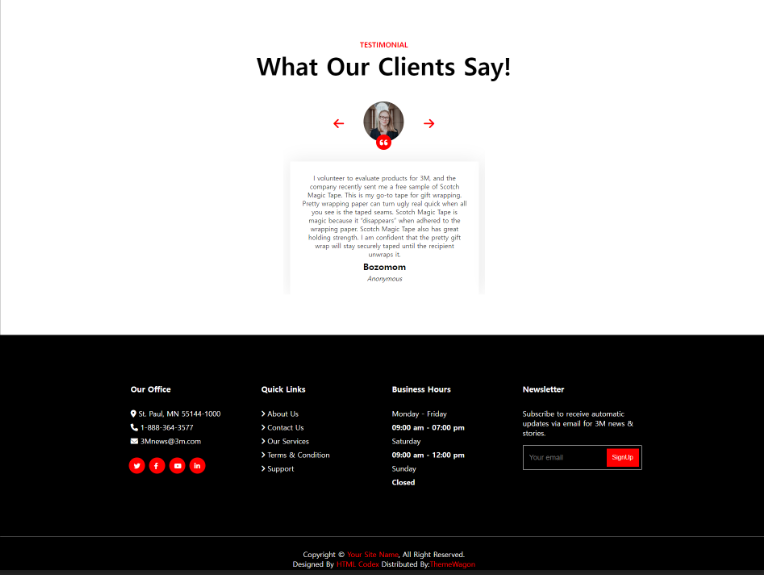 TESTIMONIAL
What Our Clients Say!
I volunteer to evaluate products for 3M, and the
company recently sent me a free sample of Scotch
Magic Tape. This is my go-to tape for gift wrapping.
Pretty wrapping paper can turn ugly real quick when all
you see is the taped seams. Scotch Magic Tape is
magic because it "disappears" when adhered to the
wrapping paper. Scotch Magic Tape also has great
holding strength. I am confident that the pretty gift
wrap will stay securely taped until the recipient
unwraps it.
Bozomom
Anonymous
Our Office
St. Paul, MN 55144-1000
1-888-364-3577
3Mnews@3m.com
Quick Links
About Us
Contact Us
Our Services
Terms & Condition
Support
Business Hours
Monday - Friday
09:00 am - 07:00 pm
Saturday
09:00 am - 12:00 pm
Sunday
Closed
Newsletter
Subscribe to receive automatic
updates via email for 3M news &
stories.
Your email
SignUp
Copyright © Your Site Name, All Right Reserved.
Designed By HTML Codex Distributed By:ThemeWagon